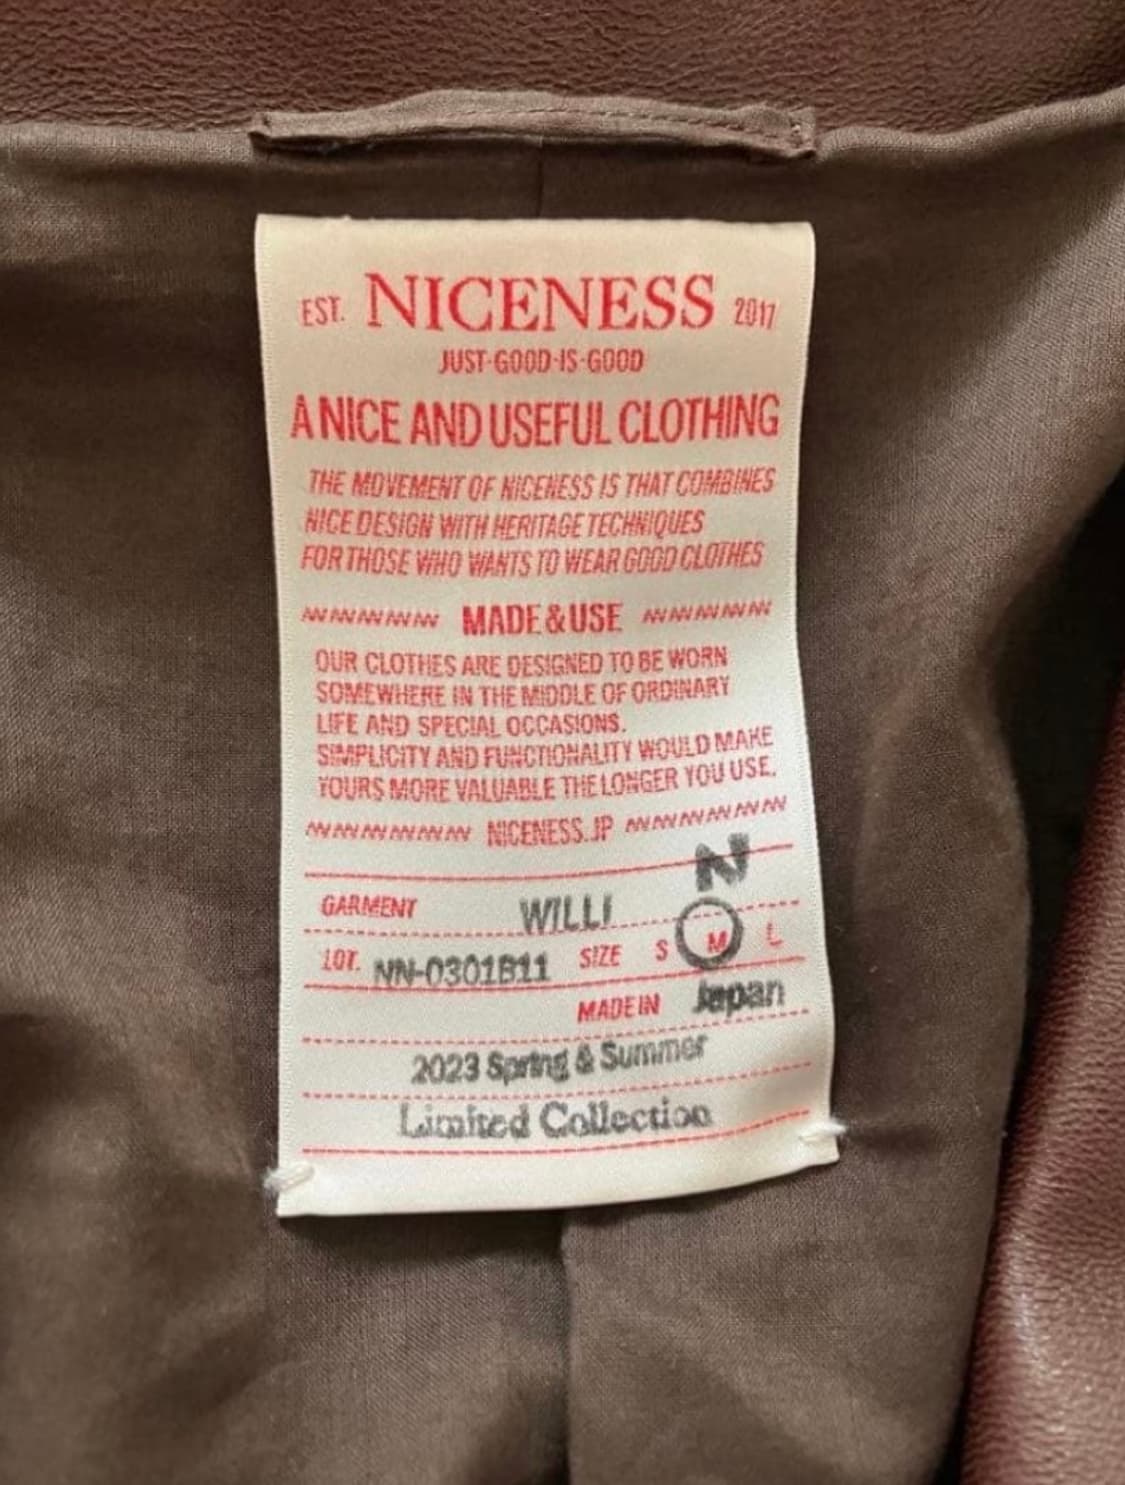 EST. NICENESS 2017
JUST·GOOD·IS·GOOD
A NICE AND USEFUL CLOTHING
THE MOVEMENT OF NICENESS IS THAT COMBINES
NICE DESIGN WITH HERITAGE TECHNIQUES
FOR THOSE WHO WANTS TO WEAR GOOD CLOTHES
MADE & USE
OUR CLOTHES ARE DESIGNED TO BE WORN
SOMEWHERE IN THE MIDDLE OF ORDINARY
LIFE AND SPECIAL OCCASIONS.
SIMPLICITY AND FUNCTIONALITY WOULD MAKE
YOURS MORE VALUABLE THE LONGER YOU USE.
NICENESS.JP
N
GARMENT WILLI
LOT. NN-0301B11 SIZE S M L
MADE IN Japan
2023 Spring & Summer
Limited Collection